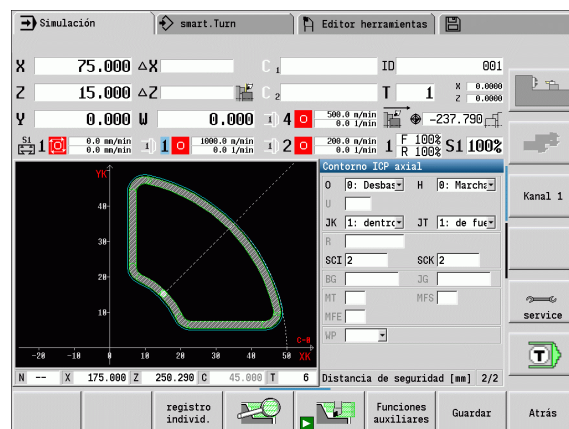 Simulación
smart.Turn
Editor herramientas
X 75.000 △X C 1 ID 001
Z 15.000 △Z C 2 T 1 X 0.0000 Z 0.0000
Y 0.000 W 0.000 4 500.0 m/min 0.0 1/min -237.790
S1 1 0.0 mm/min 0.0 mm/min 1 1000.0 m/min 0.0 1/min 2 200.0 m/min 0.0 1/min 1 F 100% R 100% S1 100%
Contorno ICP axial
O 0: Desbas H 0: Marcha
U
JK 1: dentro JT 1: de fue
R
SCI 2 SCK 2
BG JG
MT MFS
MFE
WP
Distancia de seguridad [mm] 2/2
YK
40
30
20
10
C-0
-20 -10 0 10 20 30 40 50 XK
N -- X 175.000 Z 250.290 C 45.000 T 6
Kanal 1
service
T
registro individ.
Funciones auxiliares
Guardar
Atrás